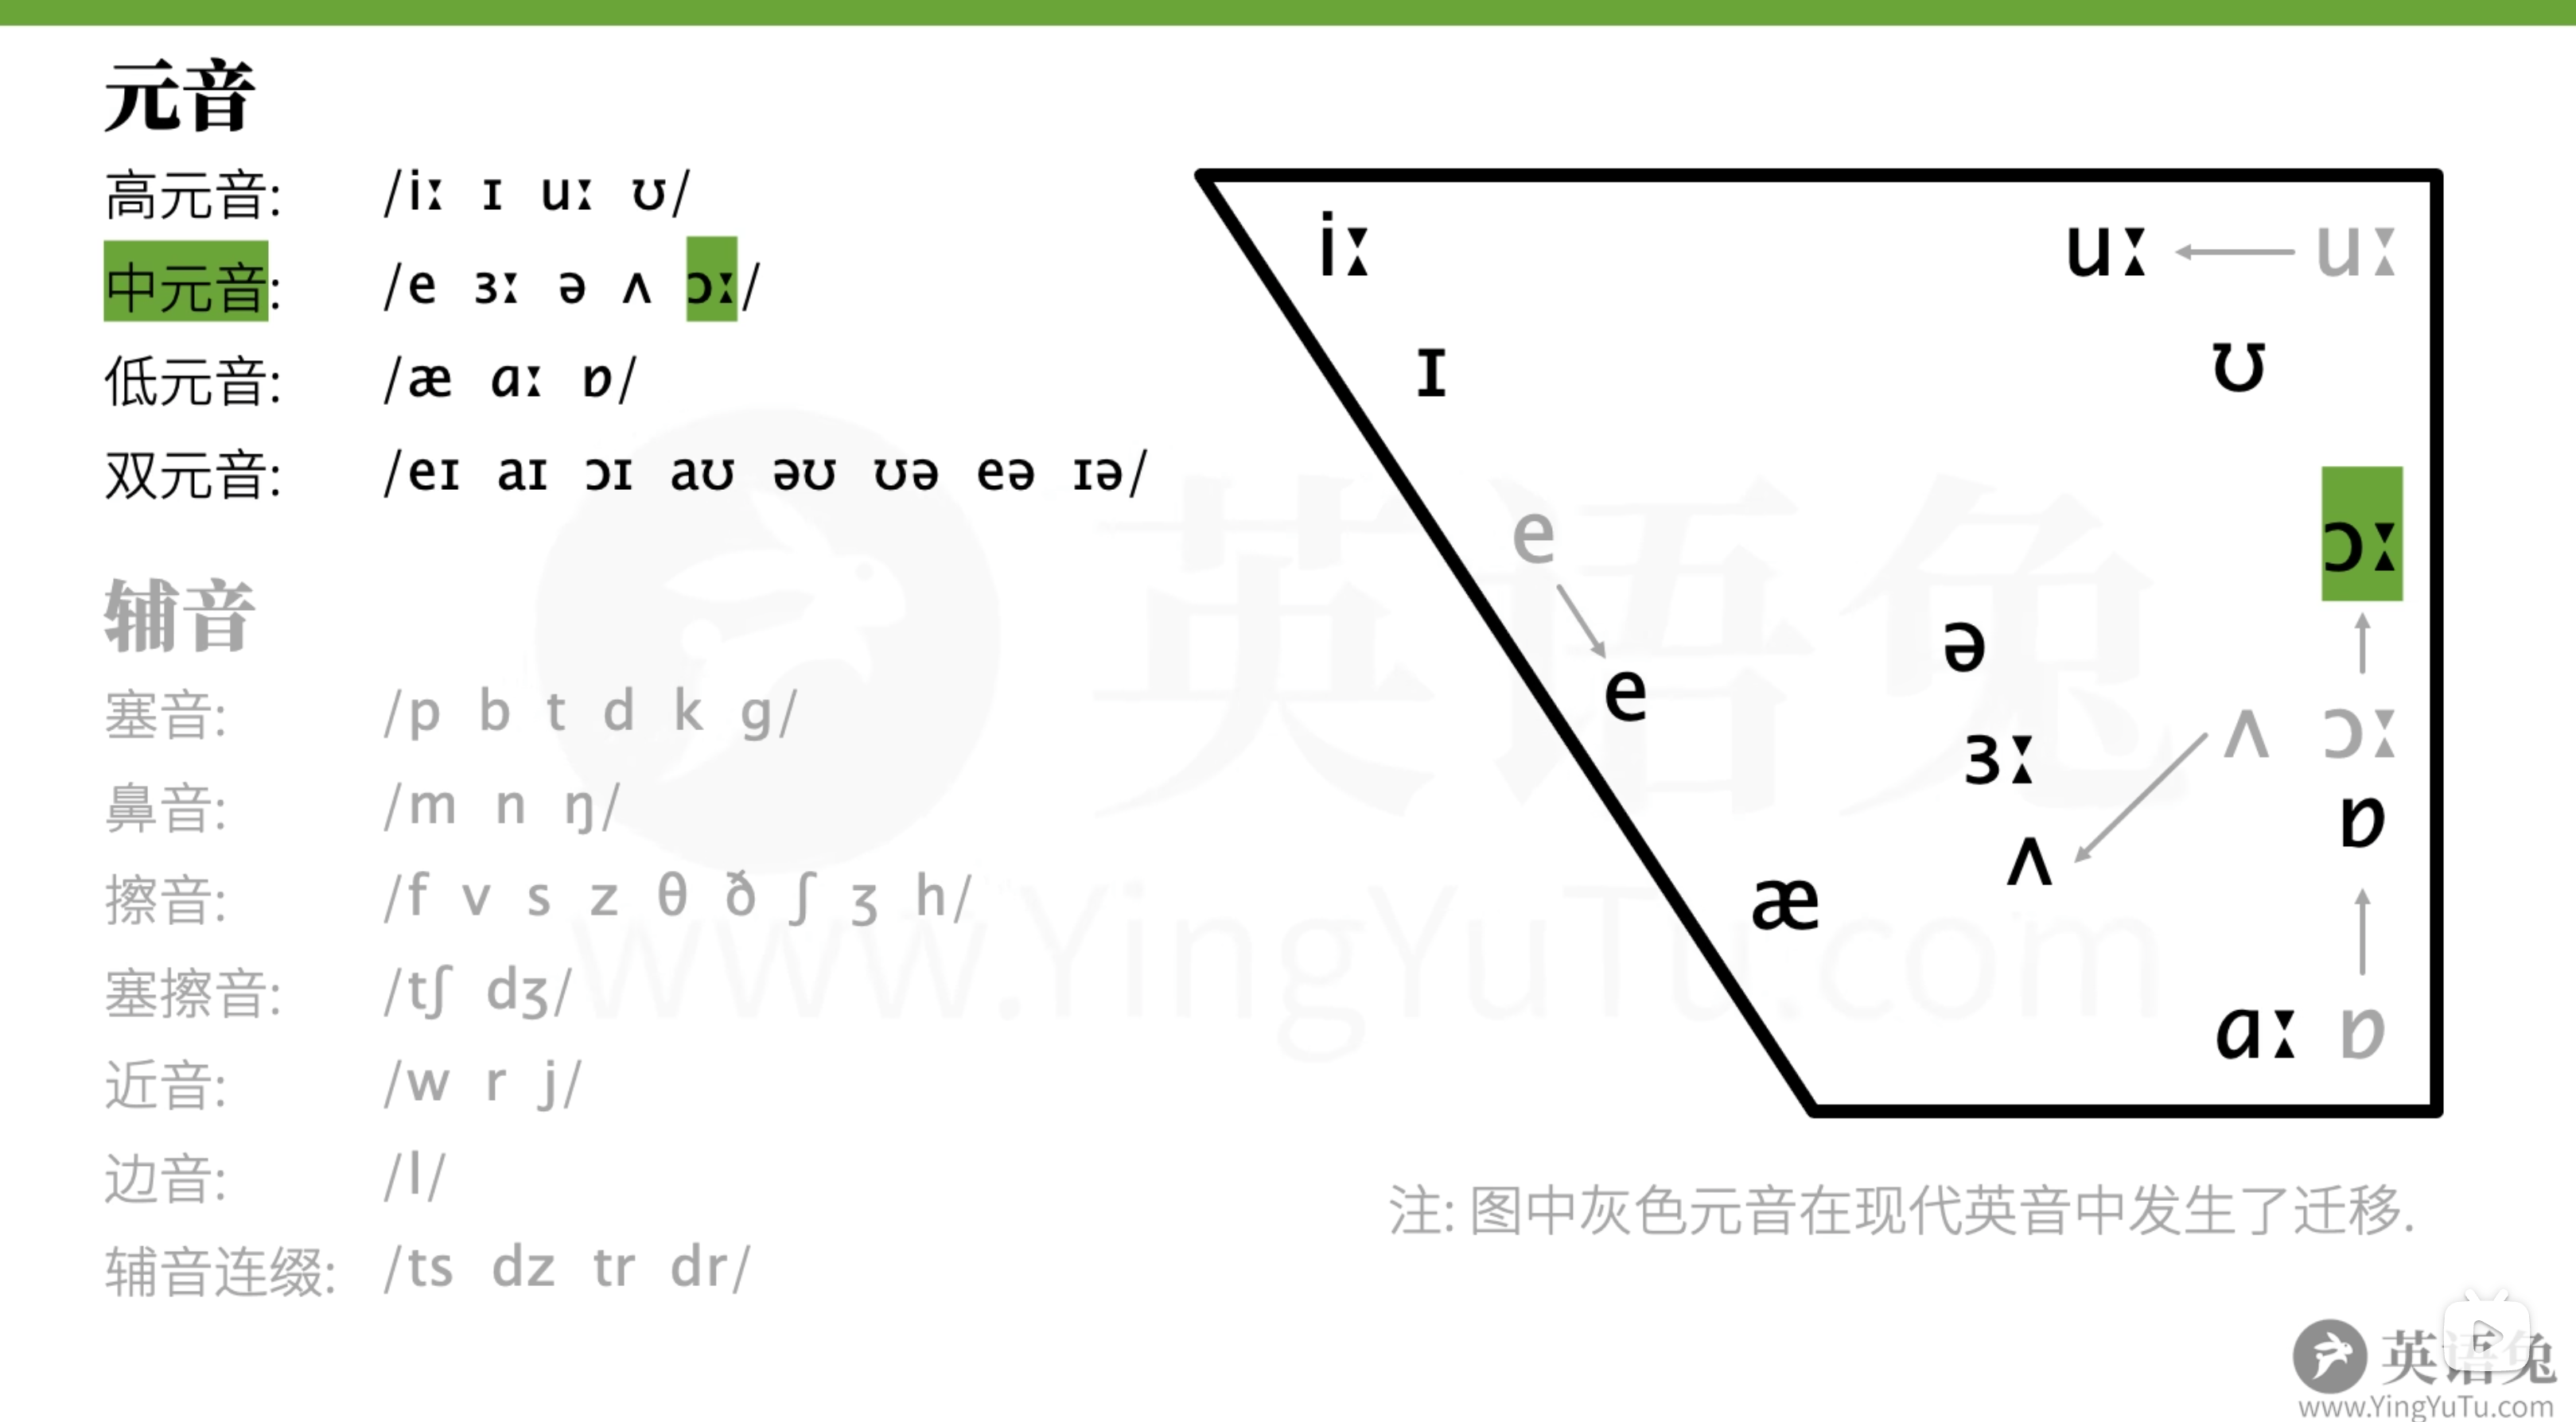 元音
高元音: /iː ɪ uː ʊ/
中元音: /e ɜː ə ʌ ɔː/
低元音: /æ ɑː ɒ/
双元音: /eɪ aɪ ɔɪ aʊ əʊ ʊə eə ɪə/
辅音
塞音: /p b t d k g/
鼻音: /m n ŋ/
擦音: /f v s z θ ð ʃ ʒ h/
塞擦音: /tʃ dʒ/
近音: /w r j/
边音: /l/
辅音连缀: /ts dz tr dr/
iː uː uː
ɪ ʊ
e ɔː
ə
e ɜː ʌ ɔː
ɒ
æ ʌ
ɑː ɒ
注: 图中灰色元音在现代英音中发生了迁移.
英语兔
www.YingYuTu.com
英语兔
www.YingYuTu.com